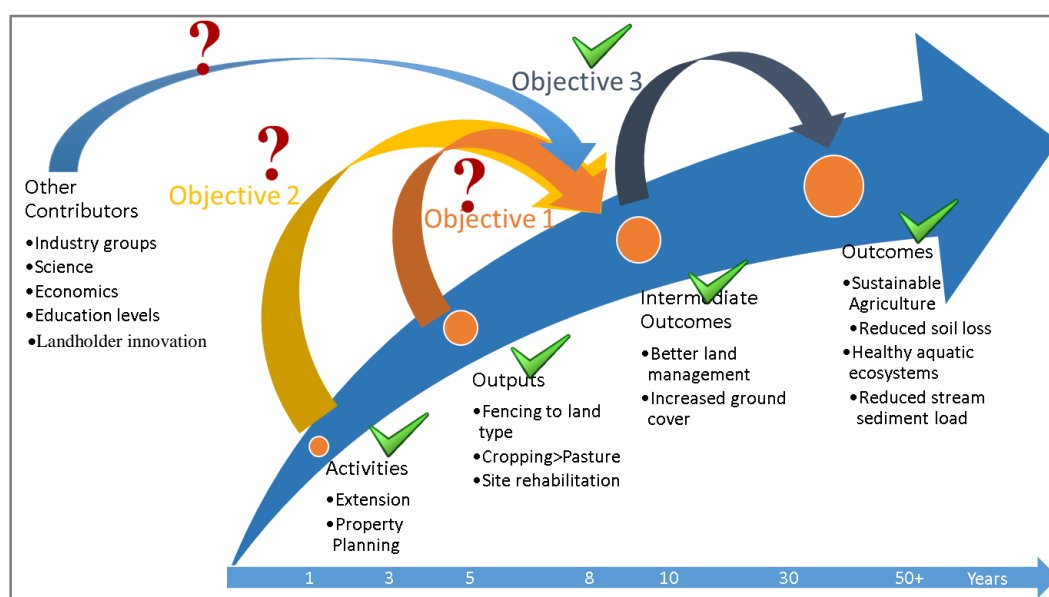 ?
?
?
Objective 3
Objective 2
Objective 1
Other
Contributors
•Industry groups
•Science
•Economics
•Education levels
•Landholder innovation
Activities
•Extension
•Property
Planning
Outputs
•Fencing to land
type
•Cropping>Pasture
•Site rehabilitation
Intermediate
Outcomes
•Better land
management
•Increased ground
cover
Outcomes
•Sustainable
Agriculture
•Reduced soil loss
•Healthy aquatic
ecosystems
•Reduced stream
sediment load
1 3 5 8 10 30 50+ Years